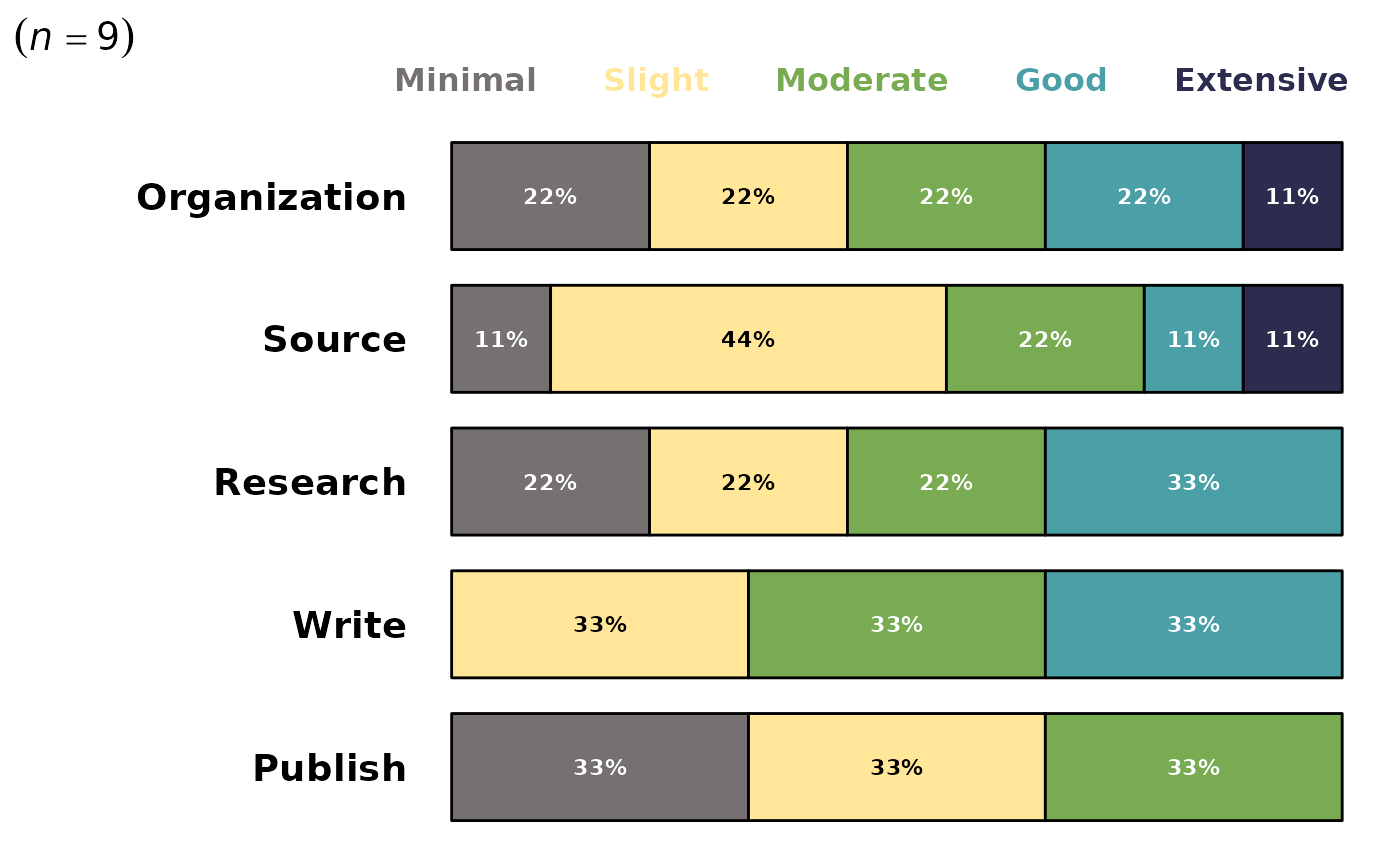 (n = 9)
Minimal Slight Moderate Good Extensive
Organization 22% 22% 22% 22% 11%
Source 11% 44% 22% 11% 11%
Research 22% 22% 22% 33%
Write 33% 33% 33%
Publish 33% 33% 33%